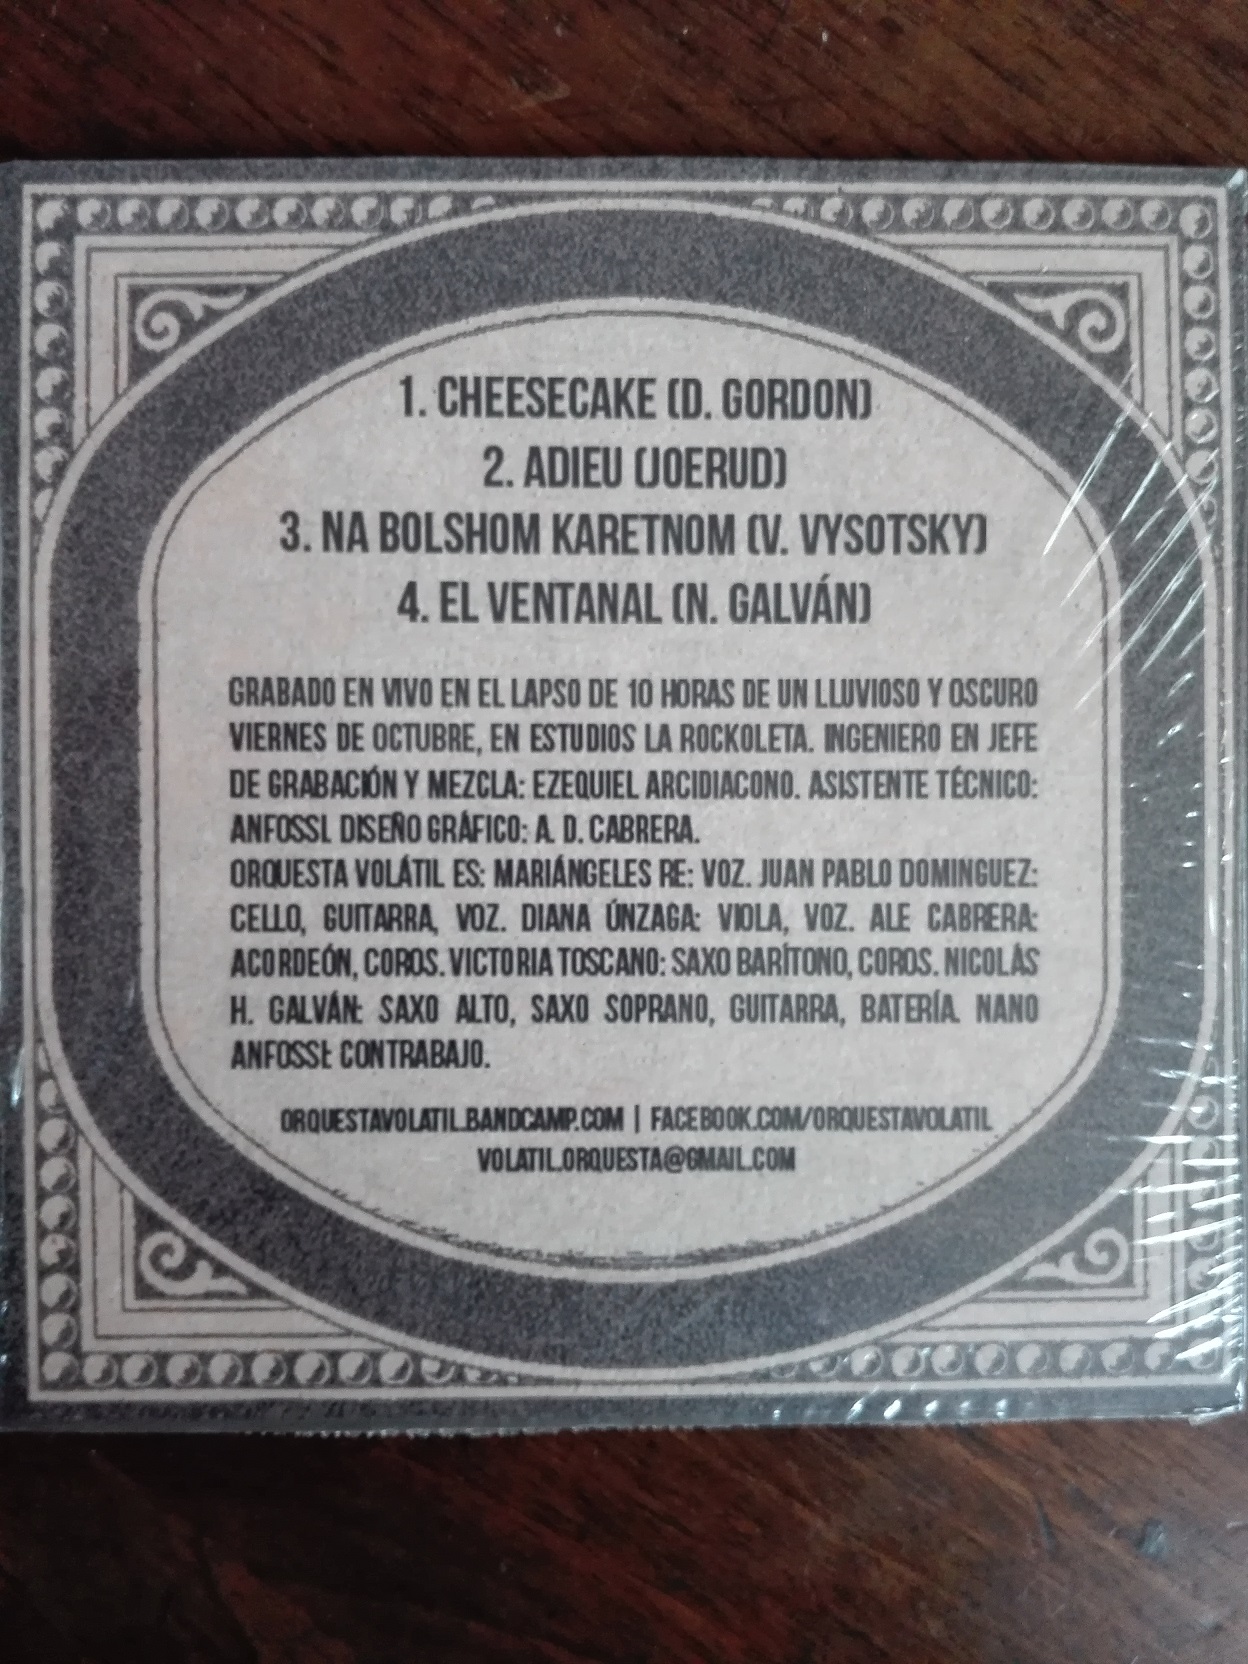 1. CHEESECAKE (D. GORDON)
2. ADIEU (JOERUD)
3. NA BOLSHOM KARETNOM (V. VYSOTSKY)
4. EL VENTANAL (N. GALVÁN)
GRABADO EN VIVO EN EL LAPSO DE 10 HORAS DE UN LLUVIOSO Y OSCURO
VIERNES DE OCTUBRE, EN ESTUDIOS LA ROCKOLETA. INGENIERO EN JEFE
DE GRABACIÓN Y MEZCLA: EZEQUIEL ARCIDIACONO. ASISTENTE TÉCNICO:
ANFOSSI. DISEÑO GRÁFICO: A. D. CABRERA.
ORQUESTA VOLÁTIL ES: MARIÁNGELES RE: VOZ. JUAN PABLO DOMINGUEZ:
CELLO, GUITARRA, VOZ. DIANA ÚNZAGA: VIOLA, VOZ. ALE CABRERA:
ACORDEÓN, COROS. VICTORIA TOSCANO: SAXO BARÍTONO, COROS. NICOLÁS
H. GALVÁN: SAXO ALTO, SAXO SOPRANO, GUITARRA, BATERÍA. NANO
ANFOSSI: CONTRABAJO.
ORQUESTAVOLATIL.BANDCAMP.COM | FACEBOOK.COM/ORQUESTAVOLATIL
VOLATIL.ORQUESTA@GMAIL.COM